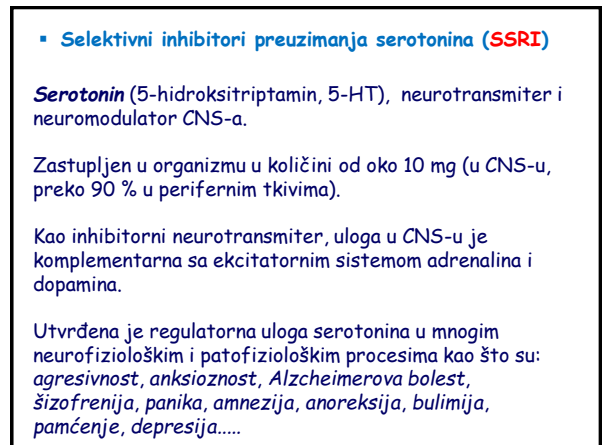 ▪ Selektivni inhibitori preuzimanja serotonina (SSRI)
Serotonin (5-hidroksitriptamin, 5-HT), neurotransmiter i
neuromodulator CNS-a.
Zastupljen u organizmu u količini od oko 10 mg (u CNS-u,
preko 90 % u perifernim tkivima).
Kao inhibitorni neurotransmiter, uloga u CNS-u je
komplementarna sa ekcitatornim sistemom adrenalina i
dopamina.
Utvrđena je regulatorna uloga serotonina u mnogim
neurofiziološkim i patofiziološkim procesima kao što su:
agresivnost, anksioznost, Alzcheimerova bolest,
šizofrenija, panika, amnezija, anoreksija, bulimija,
pamćenje, depresija.....